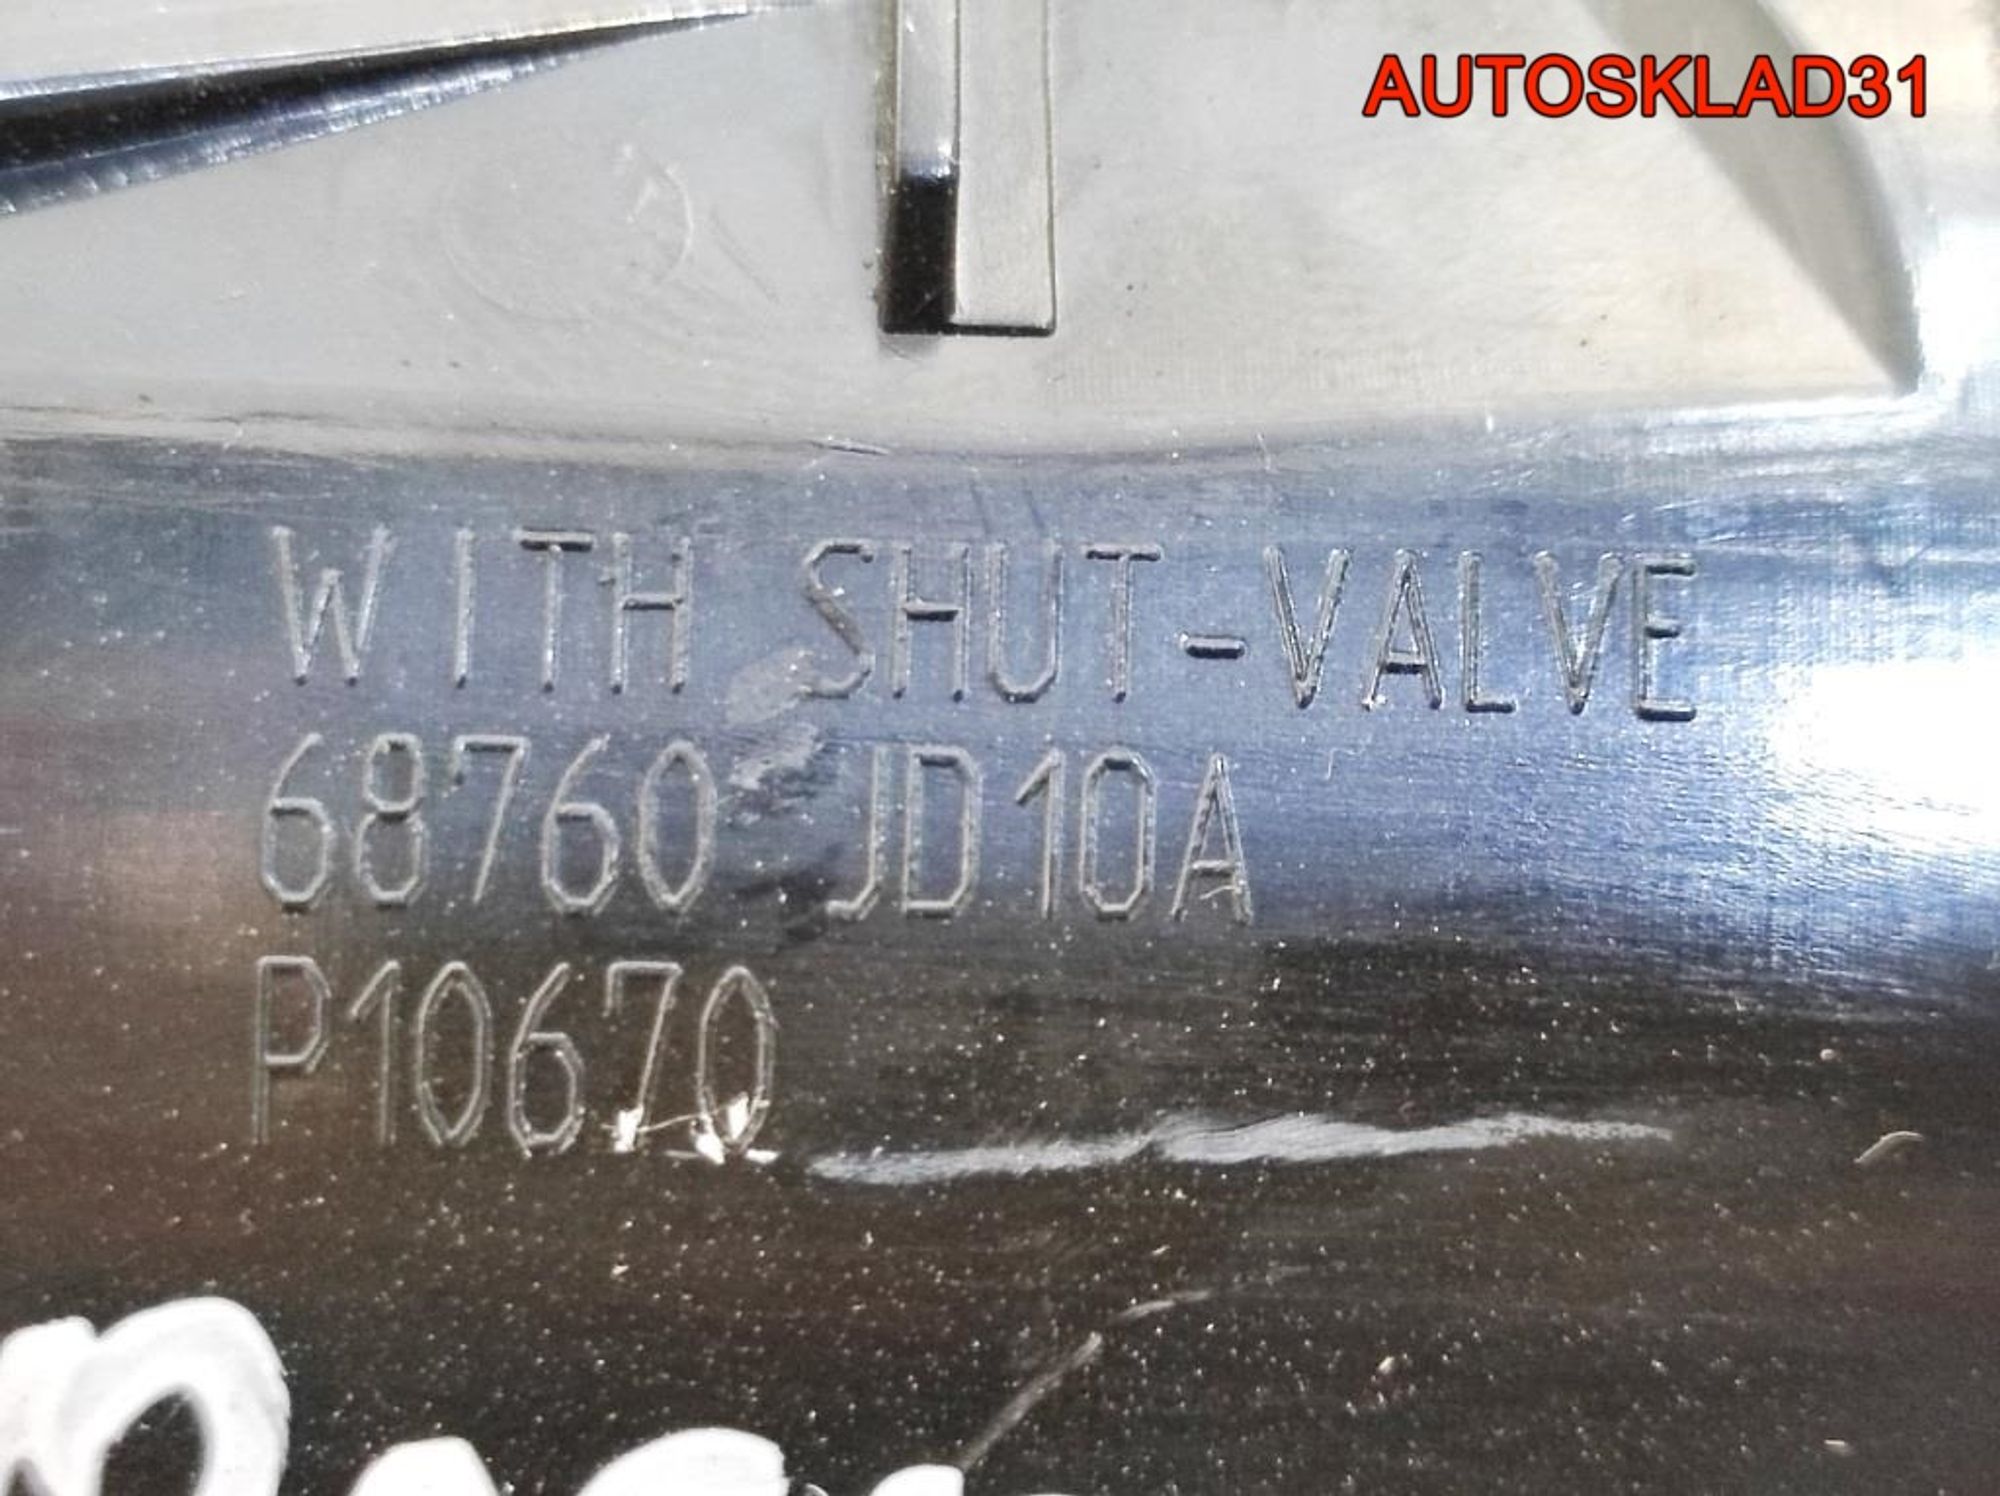 AUTOSKLAD31
WITH SHUT-VALVE
68760 JD10A
P10670